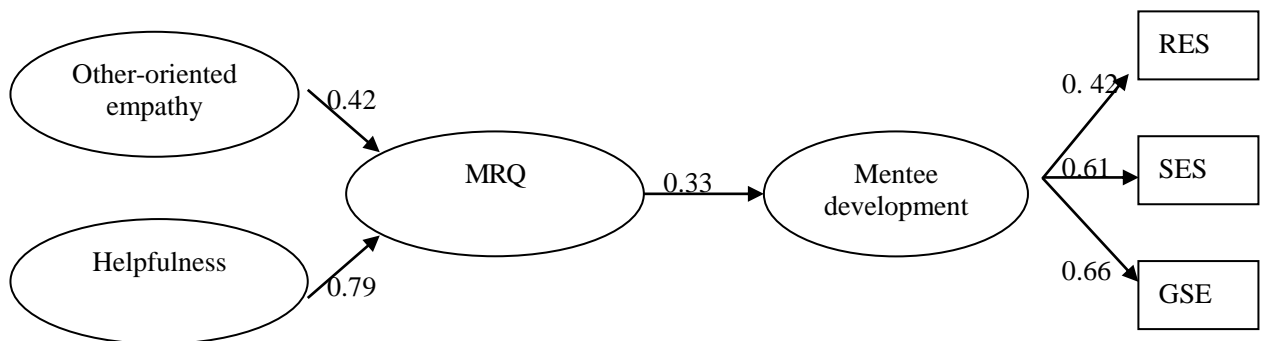 Other-oriented
empathy
0.42
Helpfulness
0.79
MRQ
0.33
Mentee
development
0. 42
RES
0.61
SES
0.66
GSE